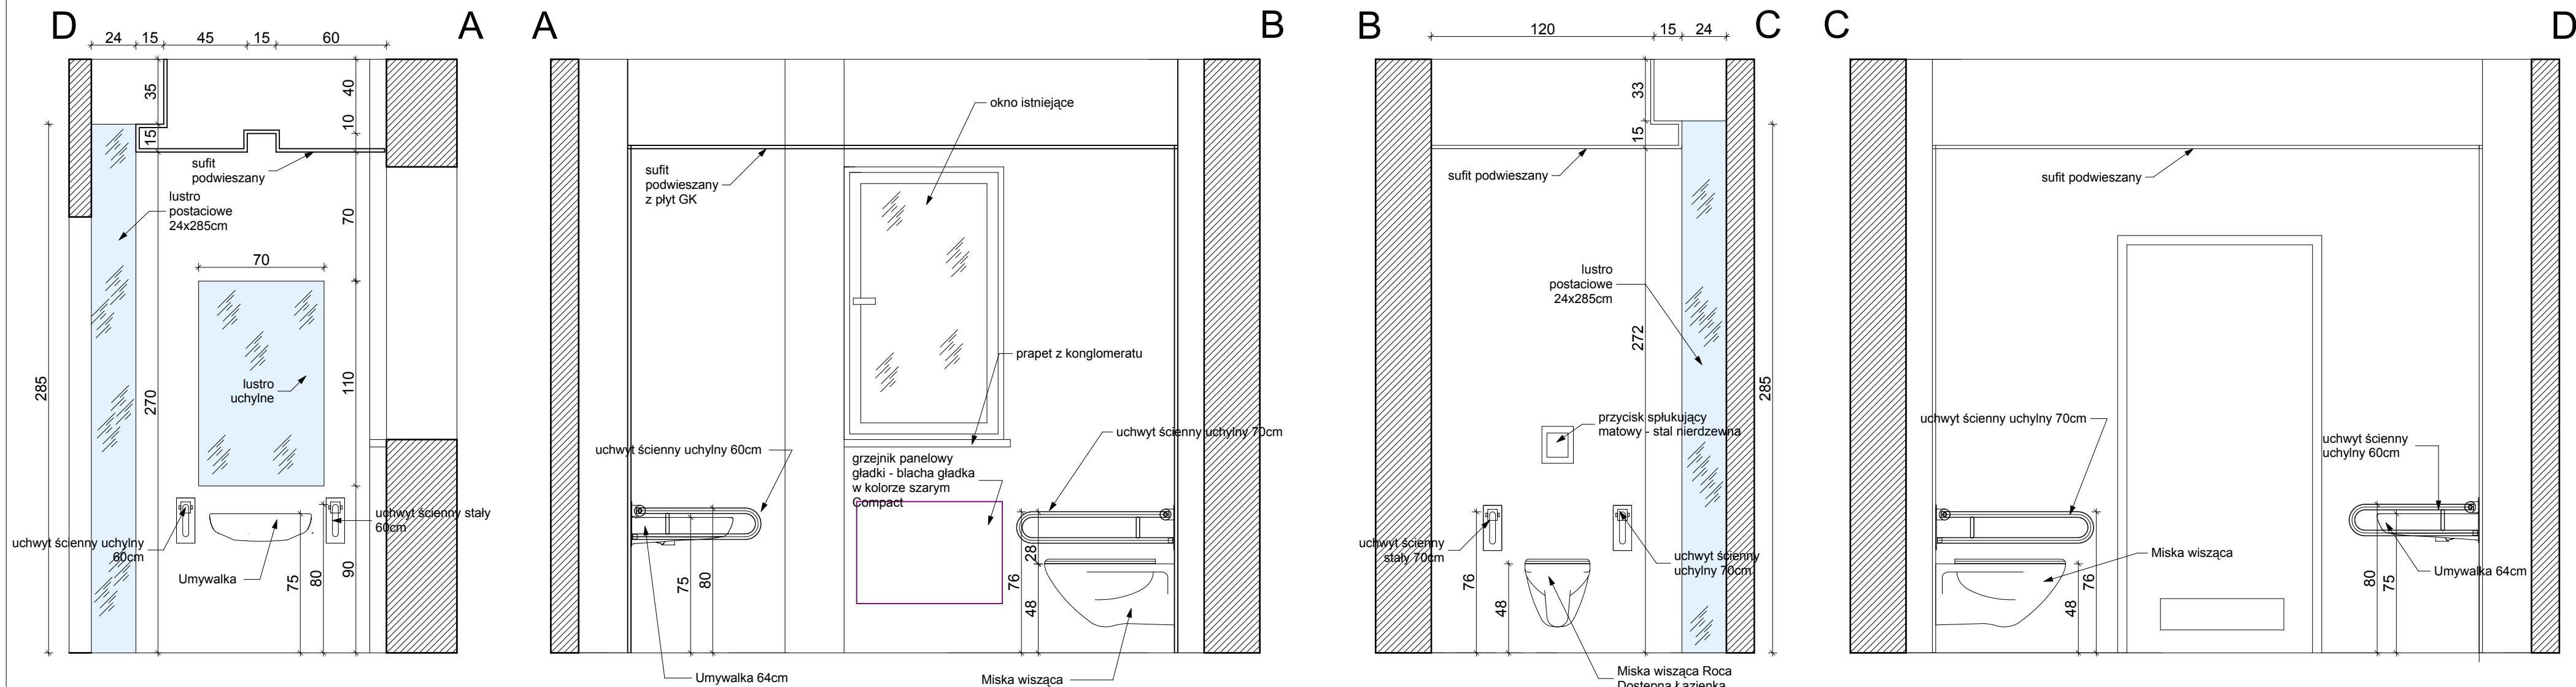 D
A
24
15
45
15
60
35
15
40
10
sufit
podwieszany
lustro
postaciowe
24x285cm
70
70
285
270
110
lustro
uchylne
uchwyt ścienny stały
60cm
uchwyt ścienny uchylny
60cm
Umywalka
75
80
90
A
B
okno istniejące
sufit
podwieszany
z płyt GK
prapet z konglomeratu
uchwyt ścienny uchylny 70cm
uchwyt ścienny uchylny 60cm
grzejnik panelowy
gładki - blacha gładka
w kolorze szarym
Compact
75
80
76
28
48
Umywalka 64cm
Miska wisząca
B
C
120
15
24
33
15
sufit podwieszany
lustro
postaciowe
24x285cm
272
285
przycisk spłukujący
matowy - stal nierdzewna
uchwyt ścienny
stały 70cm
uchwyt ścienny
uchylny 70cm
76
48
Miska wisząca Roca
Dostępna Łazienka
C
D
sufit podwieszany
uchwyt ścienny uchylny 70cm
uchwyt ścienny
uchylny 60cm
Miska wisząca
Umywalka 64cm
48
76
80
75